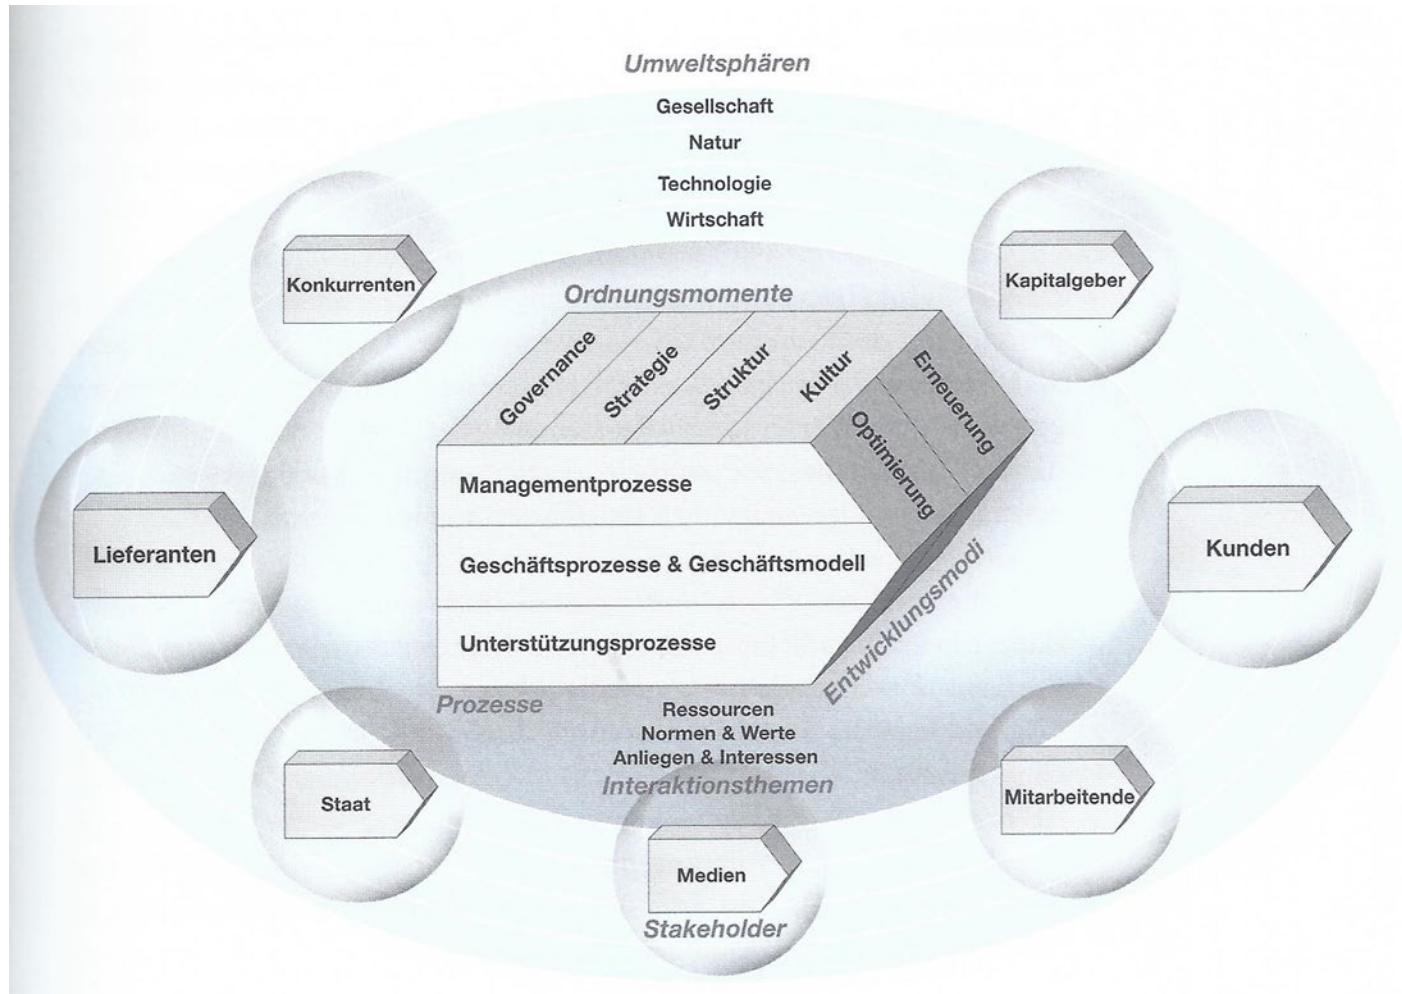 Umweltsphären
Gesellschaft
Natur
Technologie
Wirtschaft
Konkurrenten
Kapitalgeber
Ordnungsmomente
Governance
Strategie
Struktur
Kultur
Erneuerung
Optimierung
Managementprozesse
Lieferanten
Geschäftsprozesse & Geschäftsmodell
Kunden
Unterstützungsprozesse
Entwicklungsmodi
Prozesse
Ressourcen
Normen & Werte
Anliegen & Interessen
Interaktionsthemen
Staat
Mitarbeitende
Medien
Stakeholder